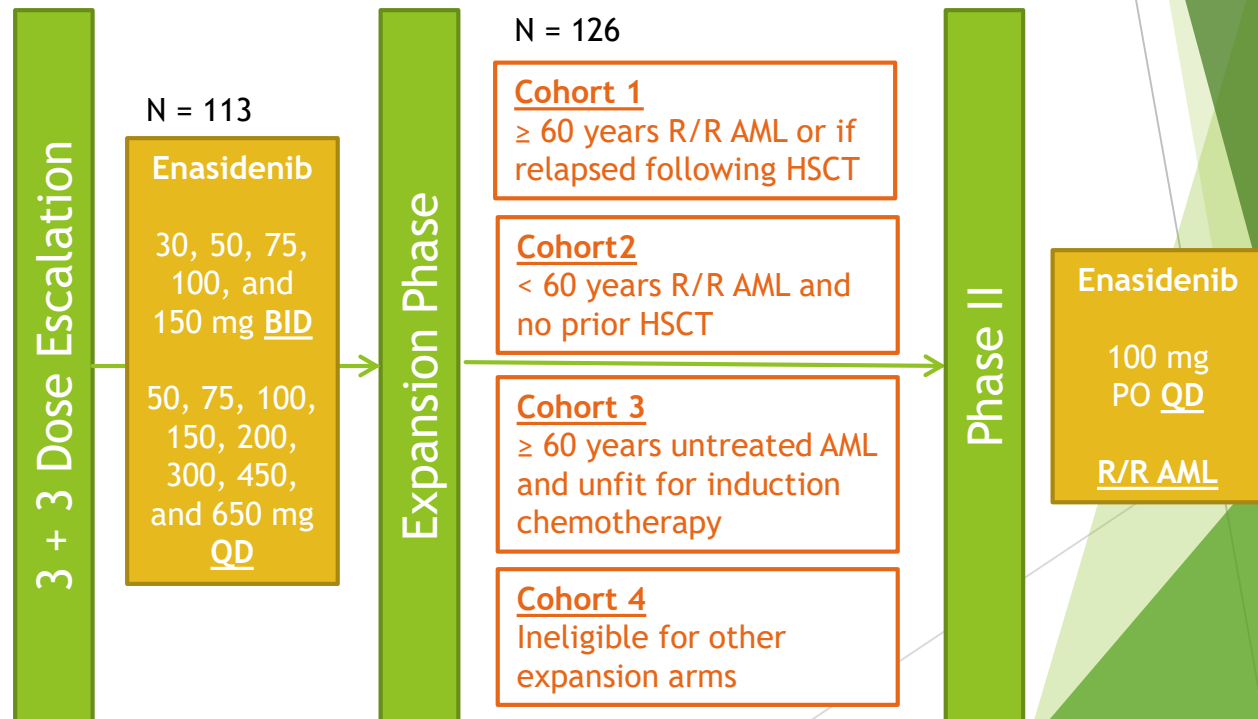 3 + 3 Dose Escalation
N = 113
Enasidenib
30, 50, 75,
100, and
150 mg BID
50, 75, 100,
150, 200,
300, 450,
and 650 mg
QD
Expansion Phase
N = 126
Cohort 1
≥ 60 years R/R AML or if
relapsed following HSCT
Cohort2
< 60 years R/R AML and
no prior HSCT
Cohort 3
≥ 60 years untreated AML
and unfit for induction
chemotherapy
Cohort 4
Ineligible for other
expansion arms
Phase II
Enasidenib
100 mg
PO QD
R/R AML